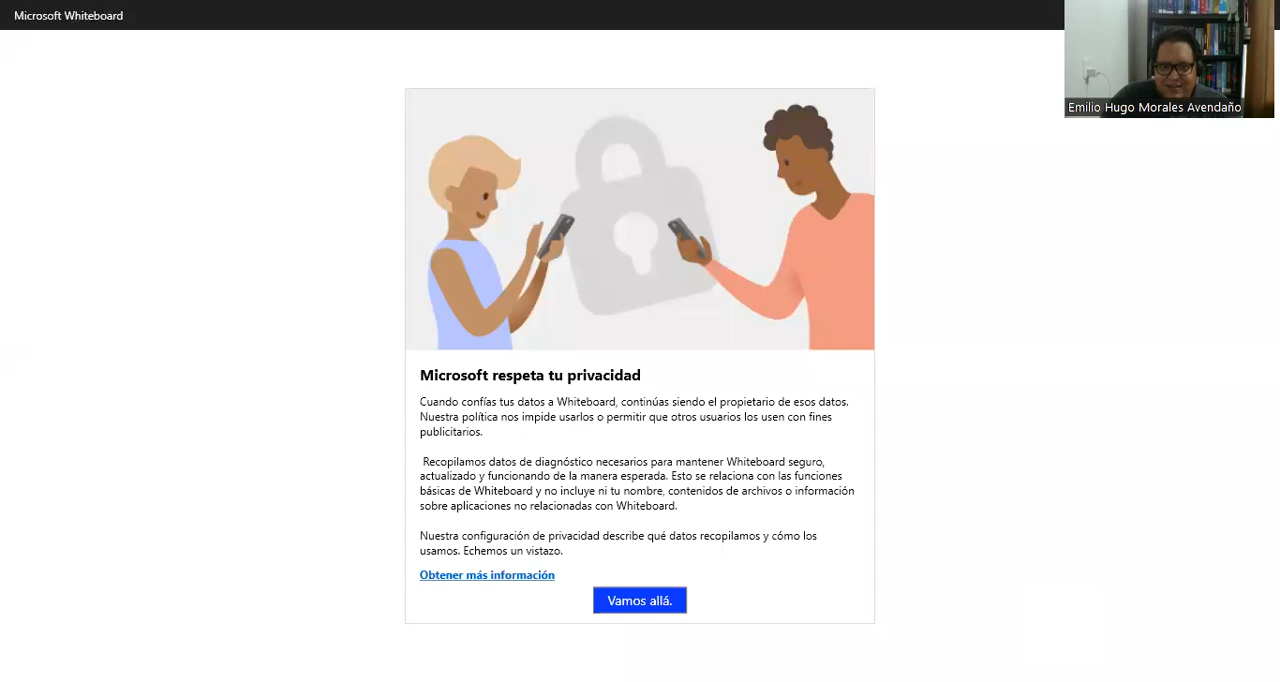 Microsoft Whiteboard
Emilio Hugo Morales Avendaño
Microsoft respeta tu privacidad
Cuando confías tus datos a Whiteboard, continúas siendo el propietario de esos datos.
Nuestra política nos impide usarlos o permitir que otros usuarios los usen con fines
publicitarios.
Recopilamos datos de diagnóstico necesarios para mantener Whiteboard seguro,
actualizado y funcionando de la manera esperada. Esto se relaciona con las funciones
básicas de Whiteboard y no incluye ni tu nombre, contenidos de archivos o información
sobre aplicaciones no relacionadas con Whiteboard.
Nuestra configuración de privacidad describe qué datos recopilamos y cómo los
usamos. Echemos un vistazo.
Obtener más información
Vamos allá.